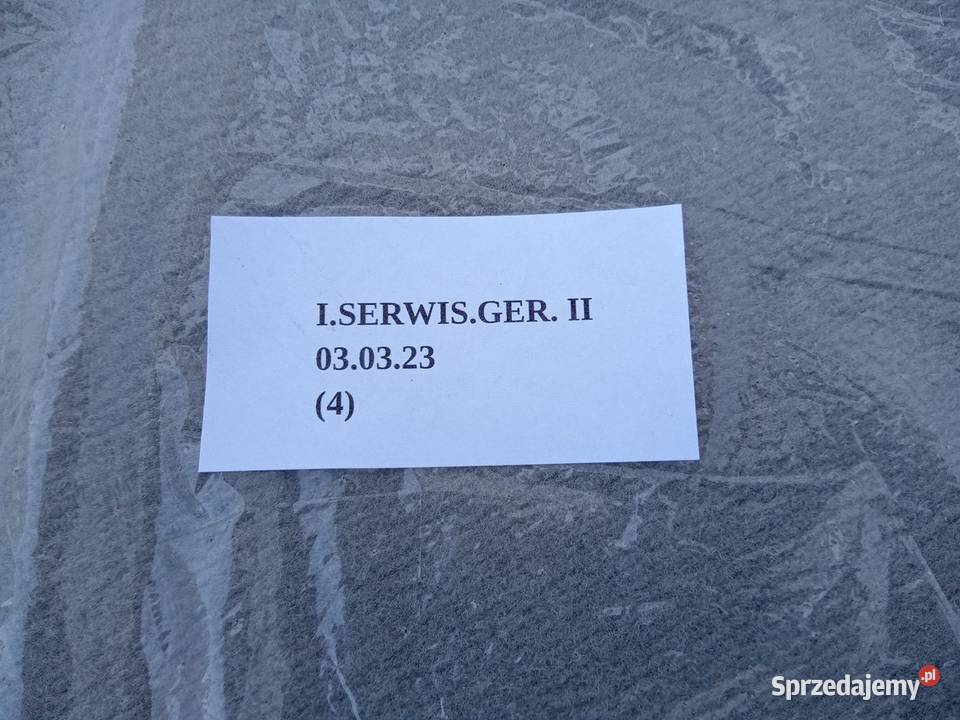 I.SERWIS.GER. II
03.03.23
(4)
Sprzedajemy.pl